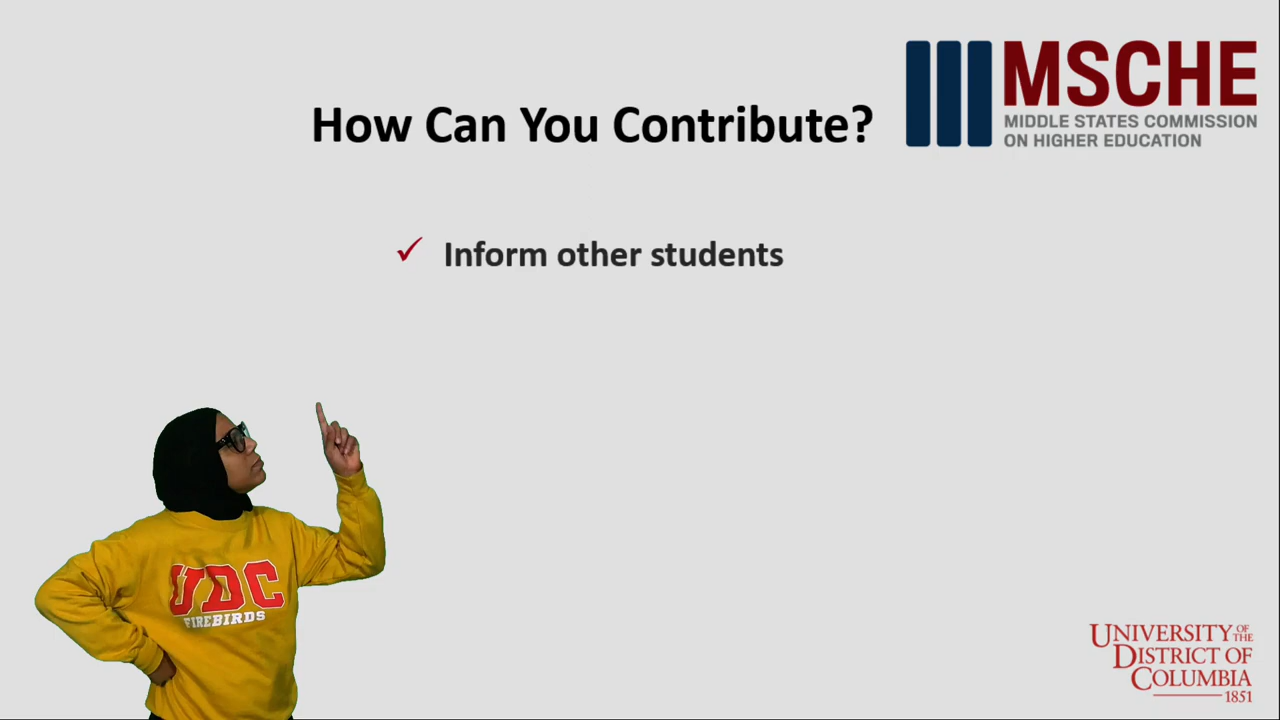 How Can You Contribute?
MSCHE
MIDDLE STATES COMMISSION
ON HIGHER EDUCATION
Inform other students
UDC
FIREBIRDS
UNIVERSITY OF THE
DISTRICT OF
COLUMBIA
1851